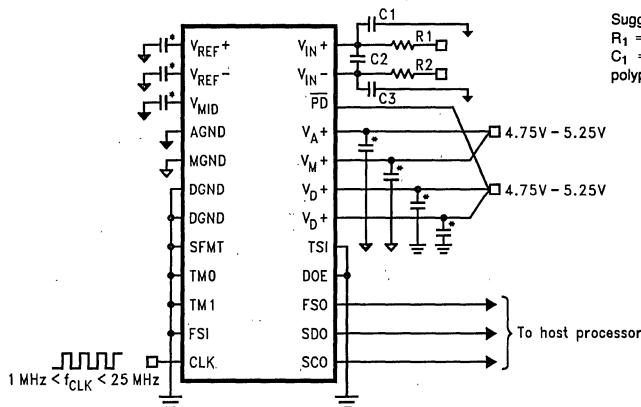 Sugg
R1 =
C1 =
polyp
C1
VREF+
VIN+
R1
C2
VREF-
VIN-
R2
C3
VMID
PD
AGND
VA+
4.75V – 5.25V
MGND
VM+
DGND
VD+
4.75V – 5.25V
DGND
VD+
SFMT
TSI
TM0
DOE
TM1
FSO
FSI
SDO
To host processor
CLK
SCO
1 MHz < fCLK < 25 MHz
*
*
*
*
*
*
*